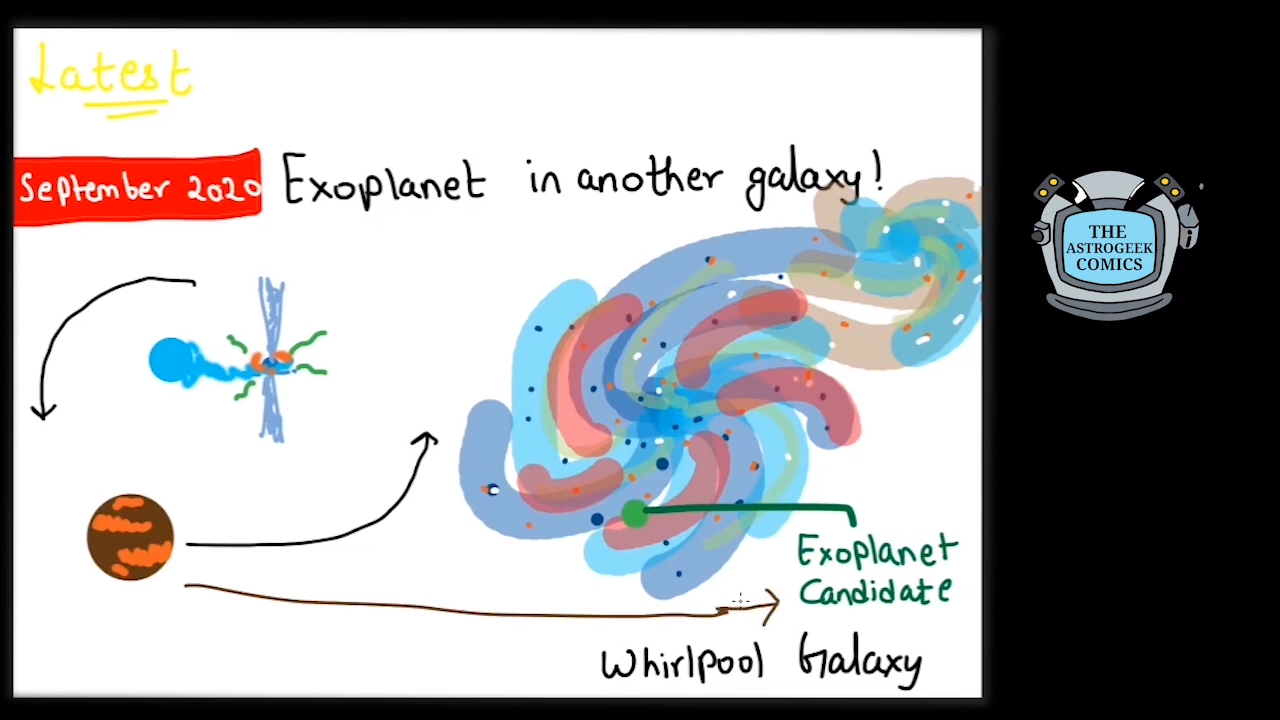 Latest
September 2020
Exoplanet in another galaxy!
THE
ASTROGEEK
COMICS
Exoplanet
Candidate
Whirlpool Galaxy